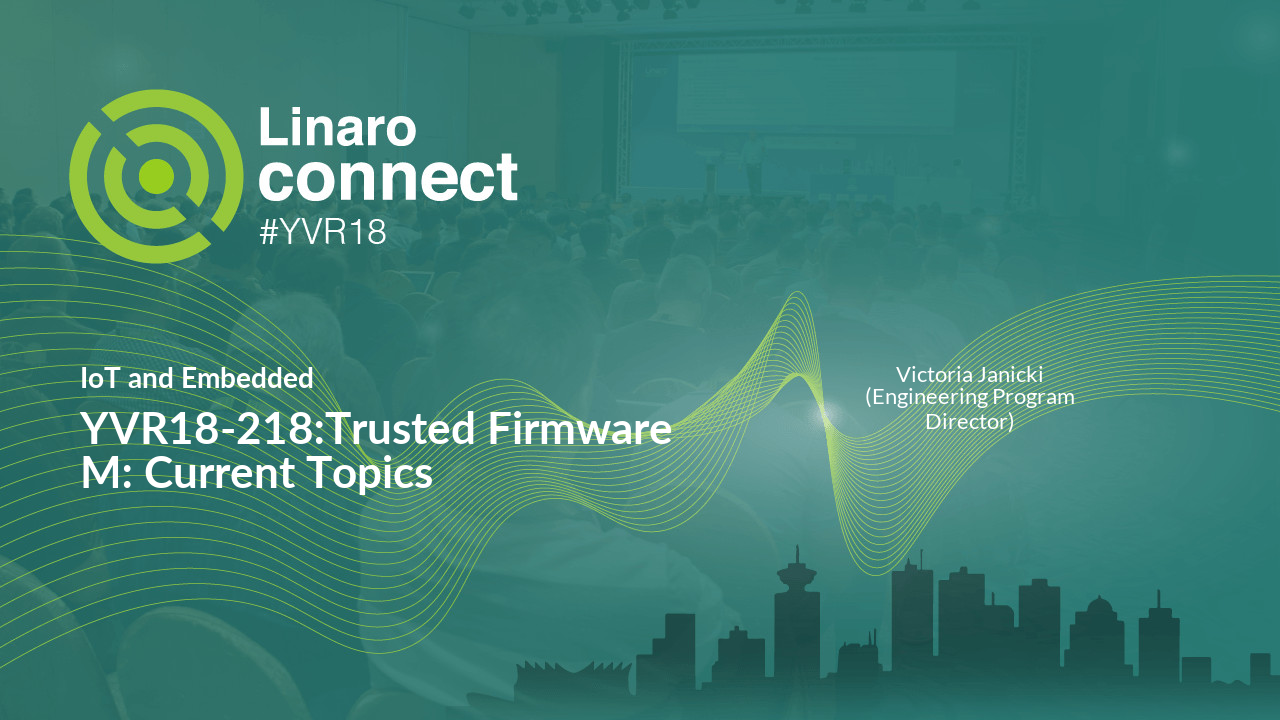 Linaro
connect
#YVR18
IoT and Embedded
YVR18-218:Trusted Firmware
M: Current Topics
Victoria Janicki
(Engineering Program
Director)